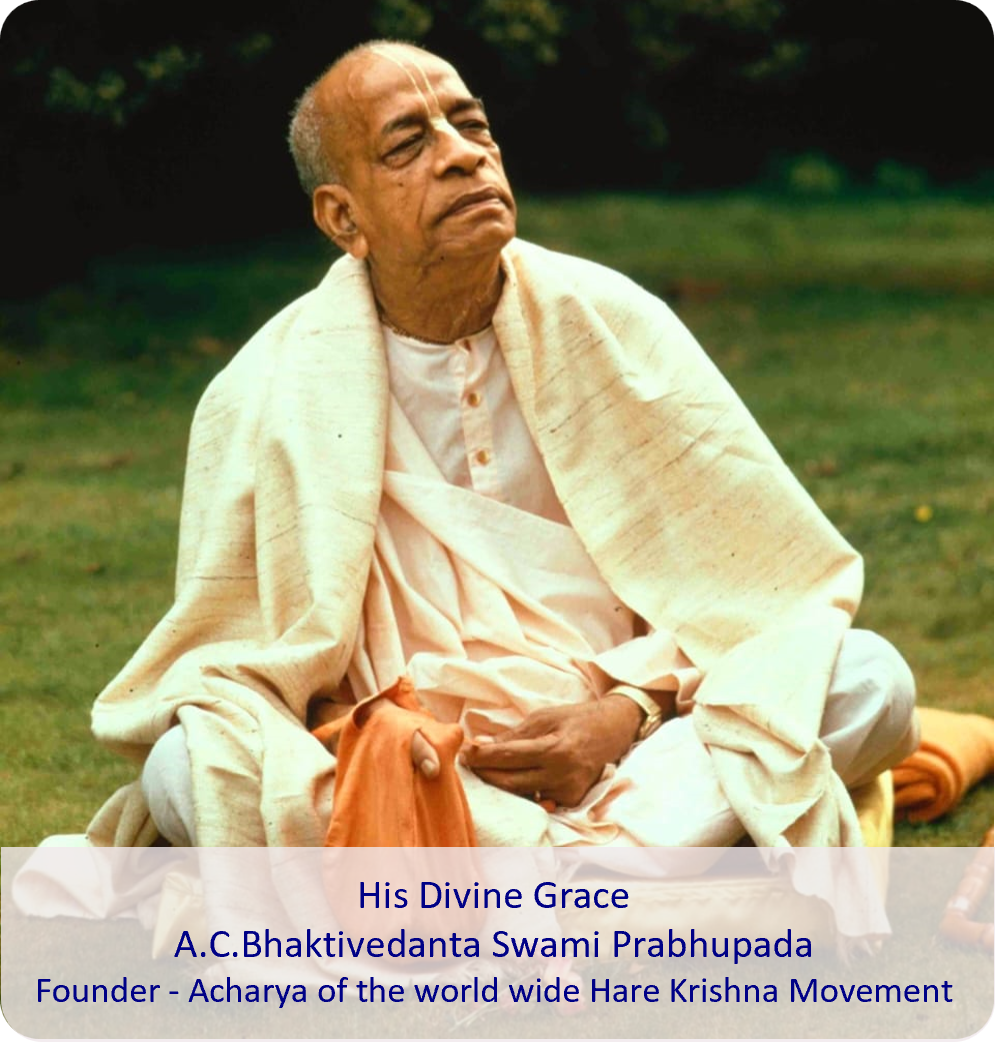 His Divine Grace
A.C.Bhaktivedanta Swami Prabhupada
Founder - Acharya of the world wide Hare Krishna Movement